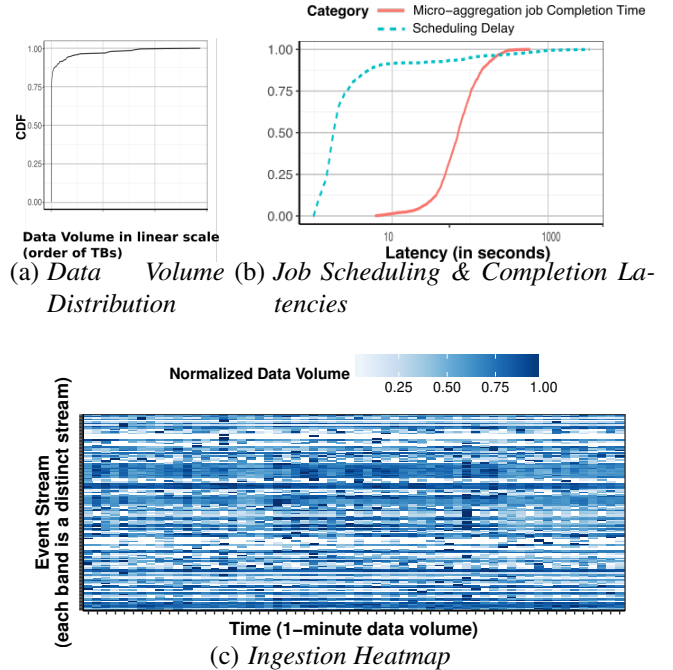 Category
Micro-aggregation job Completion Time
Scheduling Delay
1.00
0.75
0.50
0.25
0.00
CDF
Data Volume in linear scale
(order of TBs)
1.00
0.75
0.50
0.25
0.00
10
1000
Latency (in seconds)
(a) Data Volume
Distribution
(b) Job Scheduling & Completion La-
tencies
Normalized Data Volume
0.25 0.50 0.75 1.00
Event Stream
(each band is a distinct stream)
Time (1−minute data volume)
(c) Ingestion Heatmap